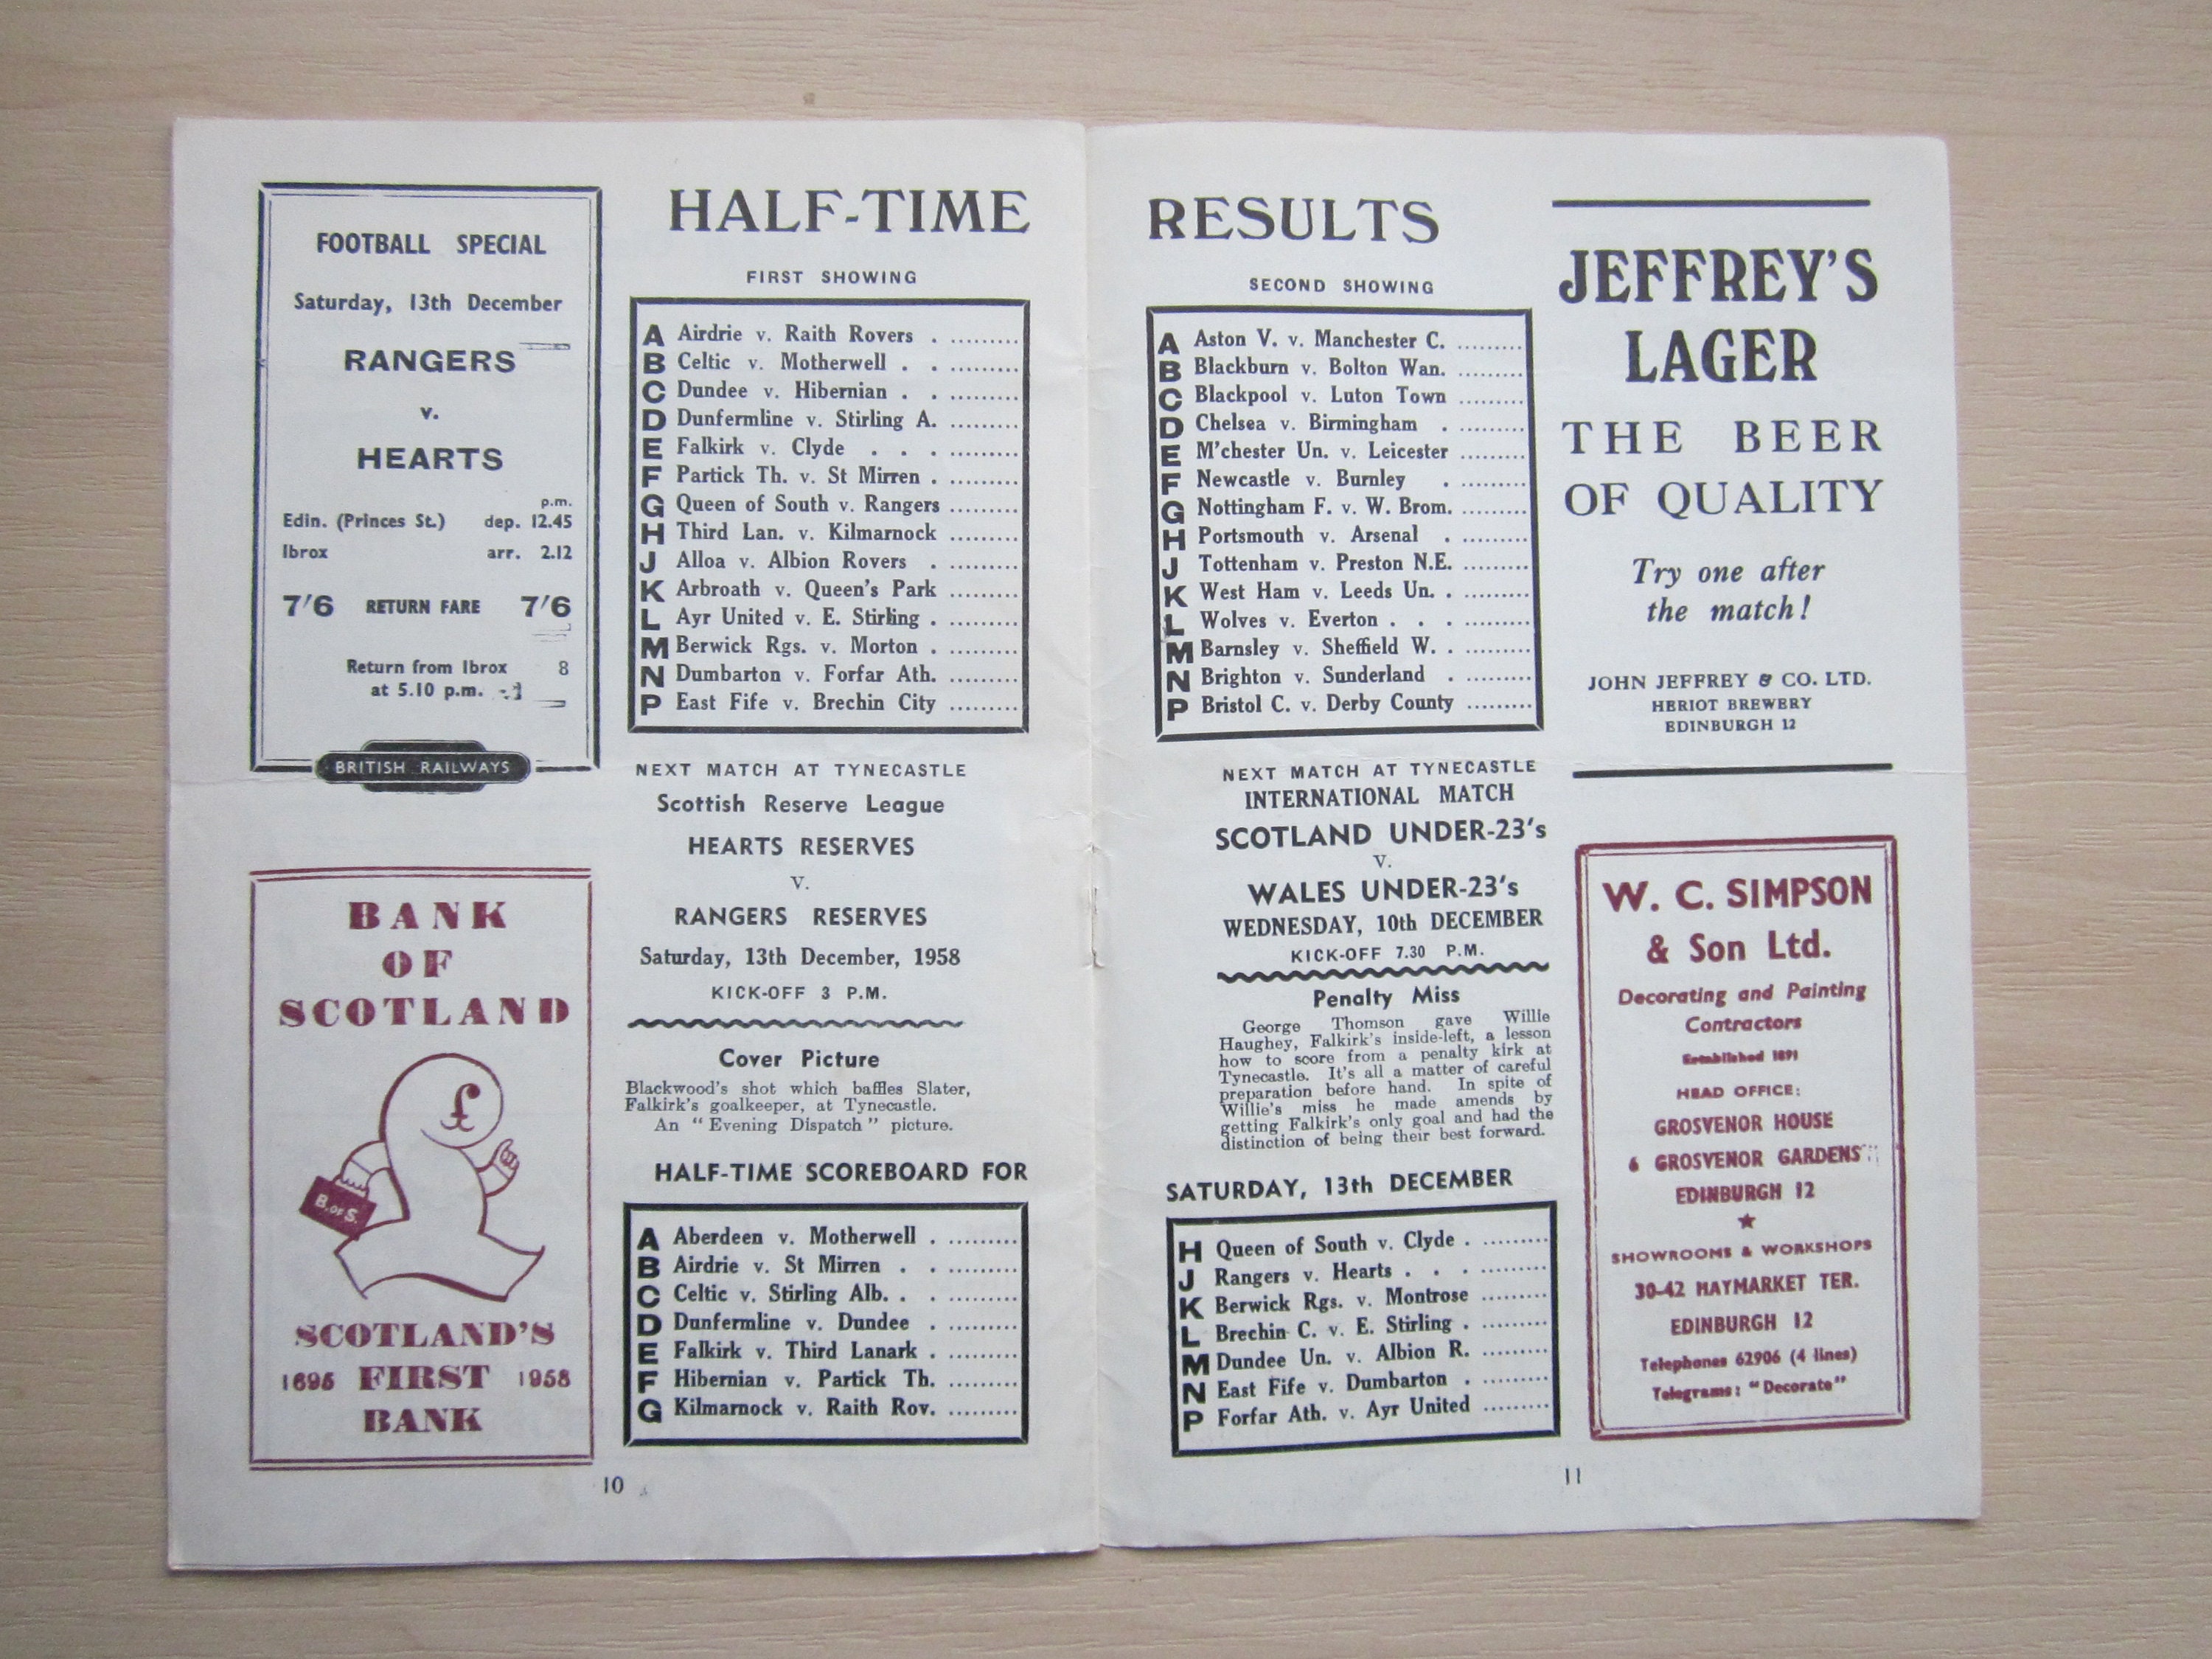 FOOTBALL SPECIAL
Saturday, 13th December
RANGERS
v.
HEARTS
p.m.
Edin. (Princes St.) dep. 12.45
Ibrox arr. 2.12
7'6 RETURN FARE 7'6
Return from Ibrox 8
at 5.10 p.m.
BRITISH RAILWAYS
BANK
OF
SCOTLAND
£
B. OF S.
SCOTLAND'S
1695 FIRST 1958
BANK
HALF-TIME
FIRST SHOWING
A Airdrie v. Raith Rovers . .........
B Celtic v. Motherwell . . .........
C Dundee v. Hibernian . . .........
D Dunfermline v. Stirling A. .........
E Falkirk v. Clyde . . . .........
F Partick Th. v. St Mirren . .........
G Queen of South v. Rangers .........
H Third Lan. v. Kilmarnock .........
J Alloa v. Albion Rovers . .........
K Arbroath v. Queen's Park .........
L Ayr United v. E. Stirling . .........
M Berwick Rgs. v. Morton . .........
N Dumbarton v. Forfar Ath. .........
P East Fife v. Brechin City .........
NEXT MATCH AT TYNECASTLE
Scottish Reserve League
HEARTS RESERVES
V.
RANGERS RESERVES
Saturday, 13th December, 1958
KICK-OFF 3 P.M.
Cover Picture
Blackwood's shot which baffles Slater,
Falkirk's goalkeeper, at Tynecastle.
An "Evening Dispatch" picture.
HALF-TIME SCOREBOARD FOR
A Aberdeen v. Motherwell . .........
B Airdrie v. St Mirren . . .........
C Celtic v. Stirling Alb. . . .........
D Dunfermline v. Dundee . .........
E Falkirk v. Third Lanark . .........
F Hibernian v. Partick Th. .........
G Kilmarnock v. Raith Rov. .........
10
RESULTS
SECOND SHOWING
A Aston V. v. Manchester C. .........
B Blackburn v. Bolton Wan. .........
C Blackpool v. Luton Town .........
D Chelsea v. Birmingham . .........
E M'chester Un. v. Leicester .........
F Newcastle v. Burnley . .........
G Nottingham F. v. W. Brom. .........
H Portsmouth v. Arsenal . .........
J Tottenham v. Preston N.E. .........
K West Ham v. Leeds Un. . .........
L Wolves v. Everton . . . .........
M Barnsley v. Sheffield W. . .........
N Brighton v. Sunderland . .........
P Bristol C. v. Derby County .........
NEXT MATCH AT TYNECASTLE
INTERNATIONAL MATCH
SCOTLAND UNDER-23's
V.
WALES UNDER-23's
WEDNESDAY, 10th DECEMBER
KICK-OFF 7.30 P.M.
Penalty Miss
George Thomson gave Willie
Haughey, Falkirk's inside-left, a lesson
how to score from a penalty kirk at
Tynecastle. It's all a matter of careful
preparation before hand. In spite of
Willie's miss he made amends by
getting Falkirk's only goal and had the
distinction of being their best forward.
SATURDAY, 13th DECEMBER
H Queen of South v. Clyde . .........
J Rangers v. Hearts . . . .........
K Berwick Rgs. v. Montrose .........
L Brechin C. v. E. Stirling . .........
M Dundee Un. v. Albion R. .........
N East Fife v. Dumbarton . .........
P Forfar Ath. v. Ayr United .........
11
JEFFREY'S
LAGER
THE BEER
OF QUALITY
Try one after
the match!
JOHN JEFFREY & CO. LTD.
HERIOT BREWERY
EDINBURGH 12
W. C. SIMPSON
& Son Ltd.
Decorating and Painting
Contractors
Established 1891
HEAD OFFICE:
GROSVENOR HOUSE
6 GROSVENOR GARDENS
EDINBURGH 12
SHOWROOMS & WORKSHOPS
30-42 HAYMARKET TER.
EDINBURGH 12
Telephones 62906 (4 lines)
Telegrams: "Decorate"